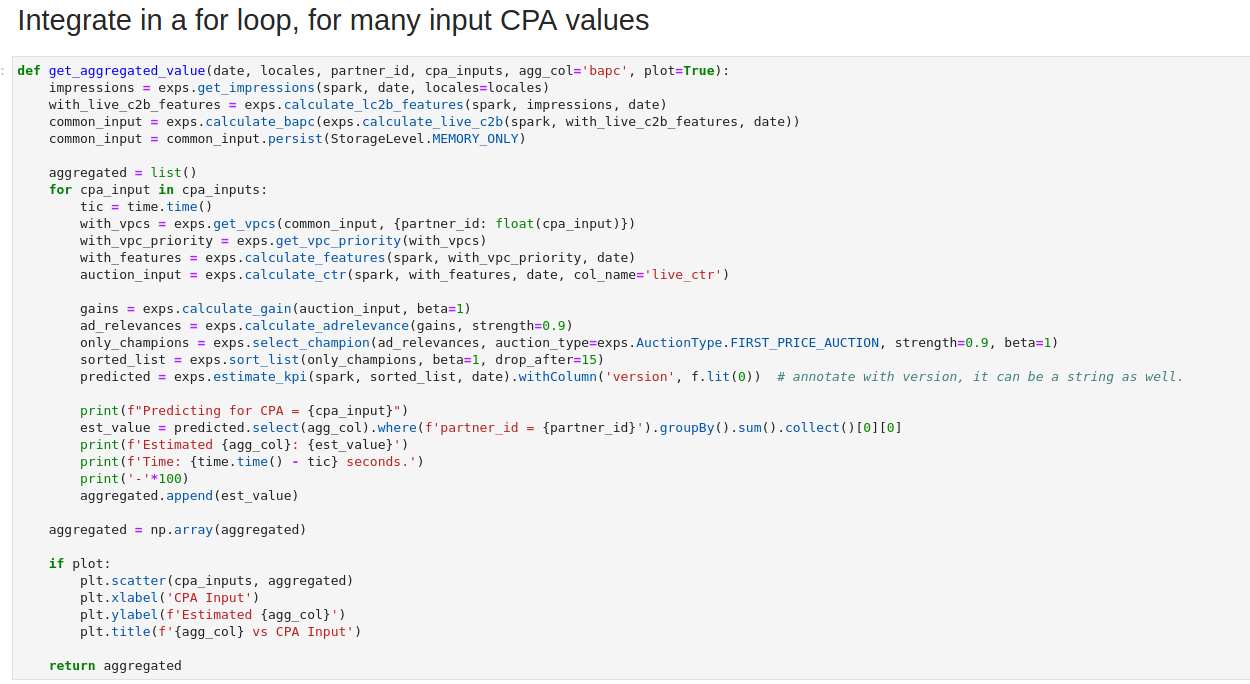 Integrate in a for loop, for many input CPA values
:
def get_aggregated_value(date, locales, partner_id, cpa_inputs, agg_col='bapc', plot=True):
    impressions = exps.get_impressions(spark, date, locales=locales)
    with_live_c2b_features = exps.calculate_lc2b_features(spark, impressions, date)
    common_input = exps.calculate_bapc(exps.calculate_live_c2b(spark, with_live_c2b_features, date))
    common_input = common_input.persist(StorageLevel.MEMORY_ONLY)

    aggregated = list()
    for cpa_input in cpa_inputs:
        tic = time.time()
        with_vpcs = exps.get_vpcs(common_input, {partner_id: float(cpa_input)})
        with_vpc_priority = exps.get_vpc_priority(with_vpcs)
        with_features = exps.calculate_features(spark, with_vpc_priority, date)
        auction_input = exps.calculate_ctr(spark, with_features, date, col_name='live_ctr')

        gains = exps.calculate_gain(auction_input, beta=1)
        ad_relevances = exps.calculate_adrelevance(gains, strength=0.9)
        only_champions = exps.select_champion(ad_relevances, auction_type=exps.AuctionType.FIRST_PRICE_AUCTION, strength=0.9, beta=1)
        sorted_list = exps.sort_list(only_champions, beta=1, drop_after=15)
        predicted = exps.estimate_kpi(spark, sorted_list, date).withColumn('version', f.lit(0))  # annotate with version, it can be a string as well.

        print(f"Predicting for CPA = {cpa_input}")
        est_value = predicted.select(agg_col).where(f'partner_id = {partner_id}').groupBy().sum().collect()[0][0]
        print(f'Estimated {agg_col}: {est_value}')
        print(f'Time: {time.time() - tic} seconds.')
        print('-'*100)
        aggregated.append(est_value)

    aggregated = np.array(aggregated)

    if plot:
        plt.scatter(cpa_inputs, aggregated)
        plt.xlabel('CPA Input')
        plt.ylabel(f'Estimated {agg_col}')
        plt.title(f'{agg_col} vs CPA Input')

    return aggregated